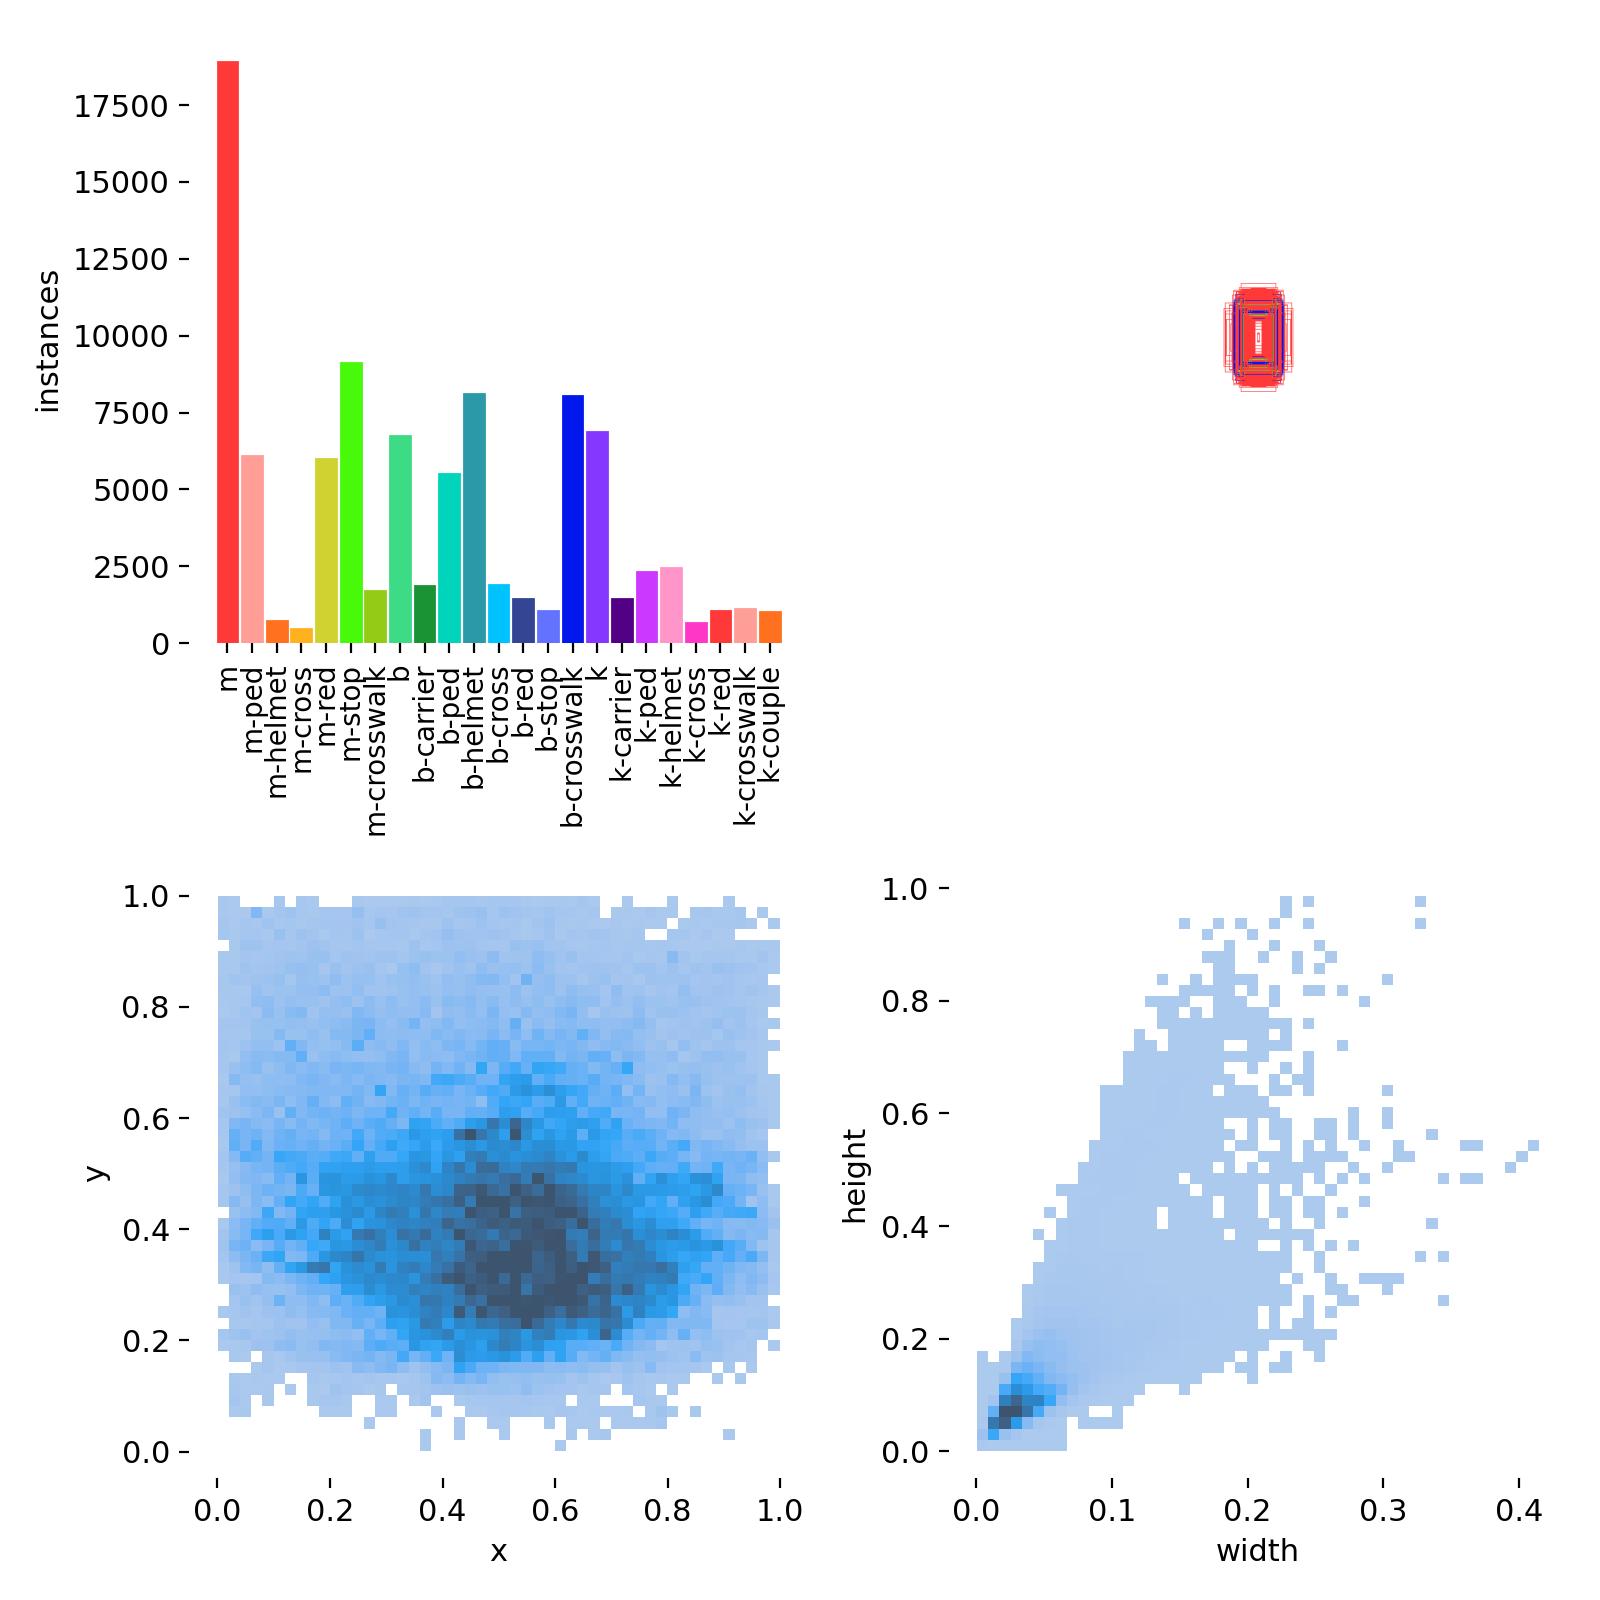 17500
15000
12500
10000
7500
5000
2500
0
instances
m
m-ped
m-helmet
m-cross
m-red
m-stop
m-crosswalk
b
b-carrier
b-ped
b-helmet
b-cross
b-red
b-stop
b-crosswalk
k
k-carrier
k-ped
k-helmet
k-cross
k-red
k-crosswalk
k-couple
1.0
0.8
0.6
0.4
0.2
0.0
y
0.0 0.2 0.4 0.6 0.8 1.0
x
1.0
0.8
0.6
0.4
0.2
0.0
height
0.0 0.1 0.2 0.3 0.4
width